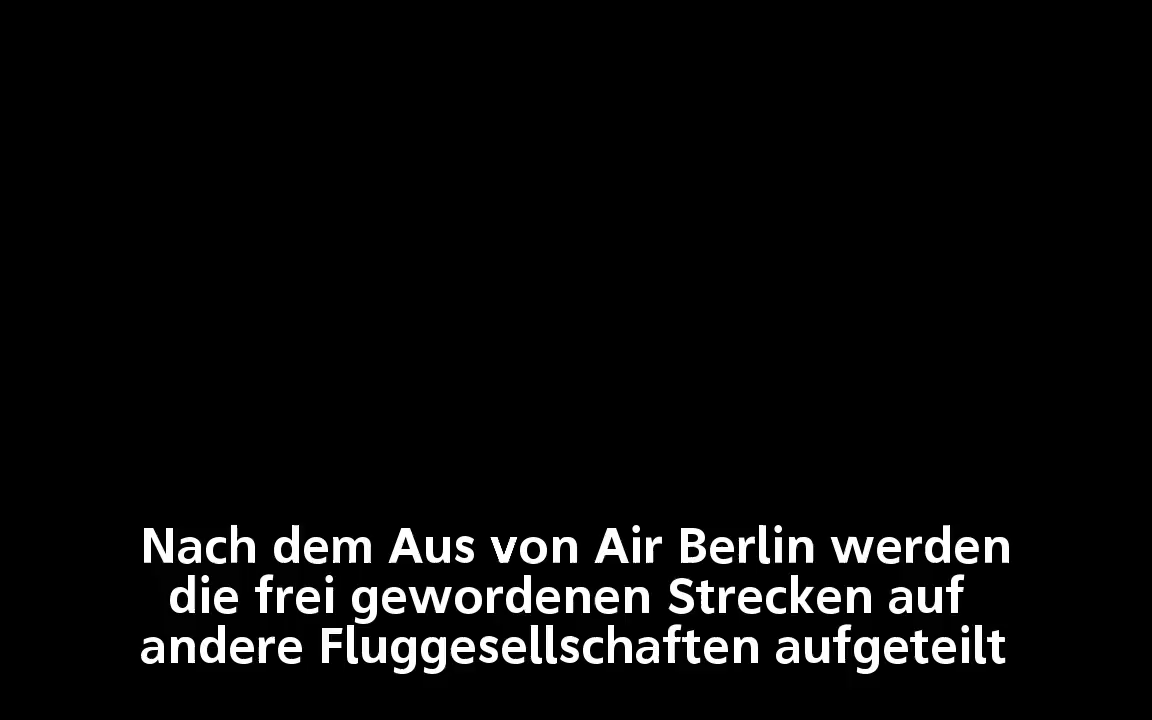 Nach dem Aus von Air Berlin werden
die frei gewordenen Strecken auf
andere Fluggesellschaften aufgeteilt